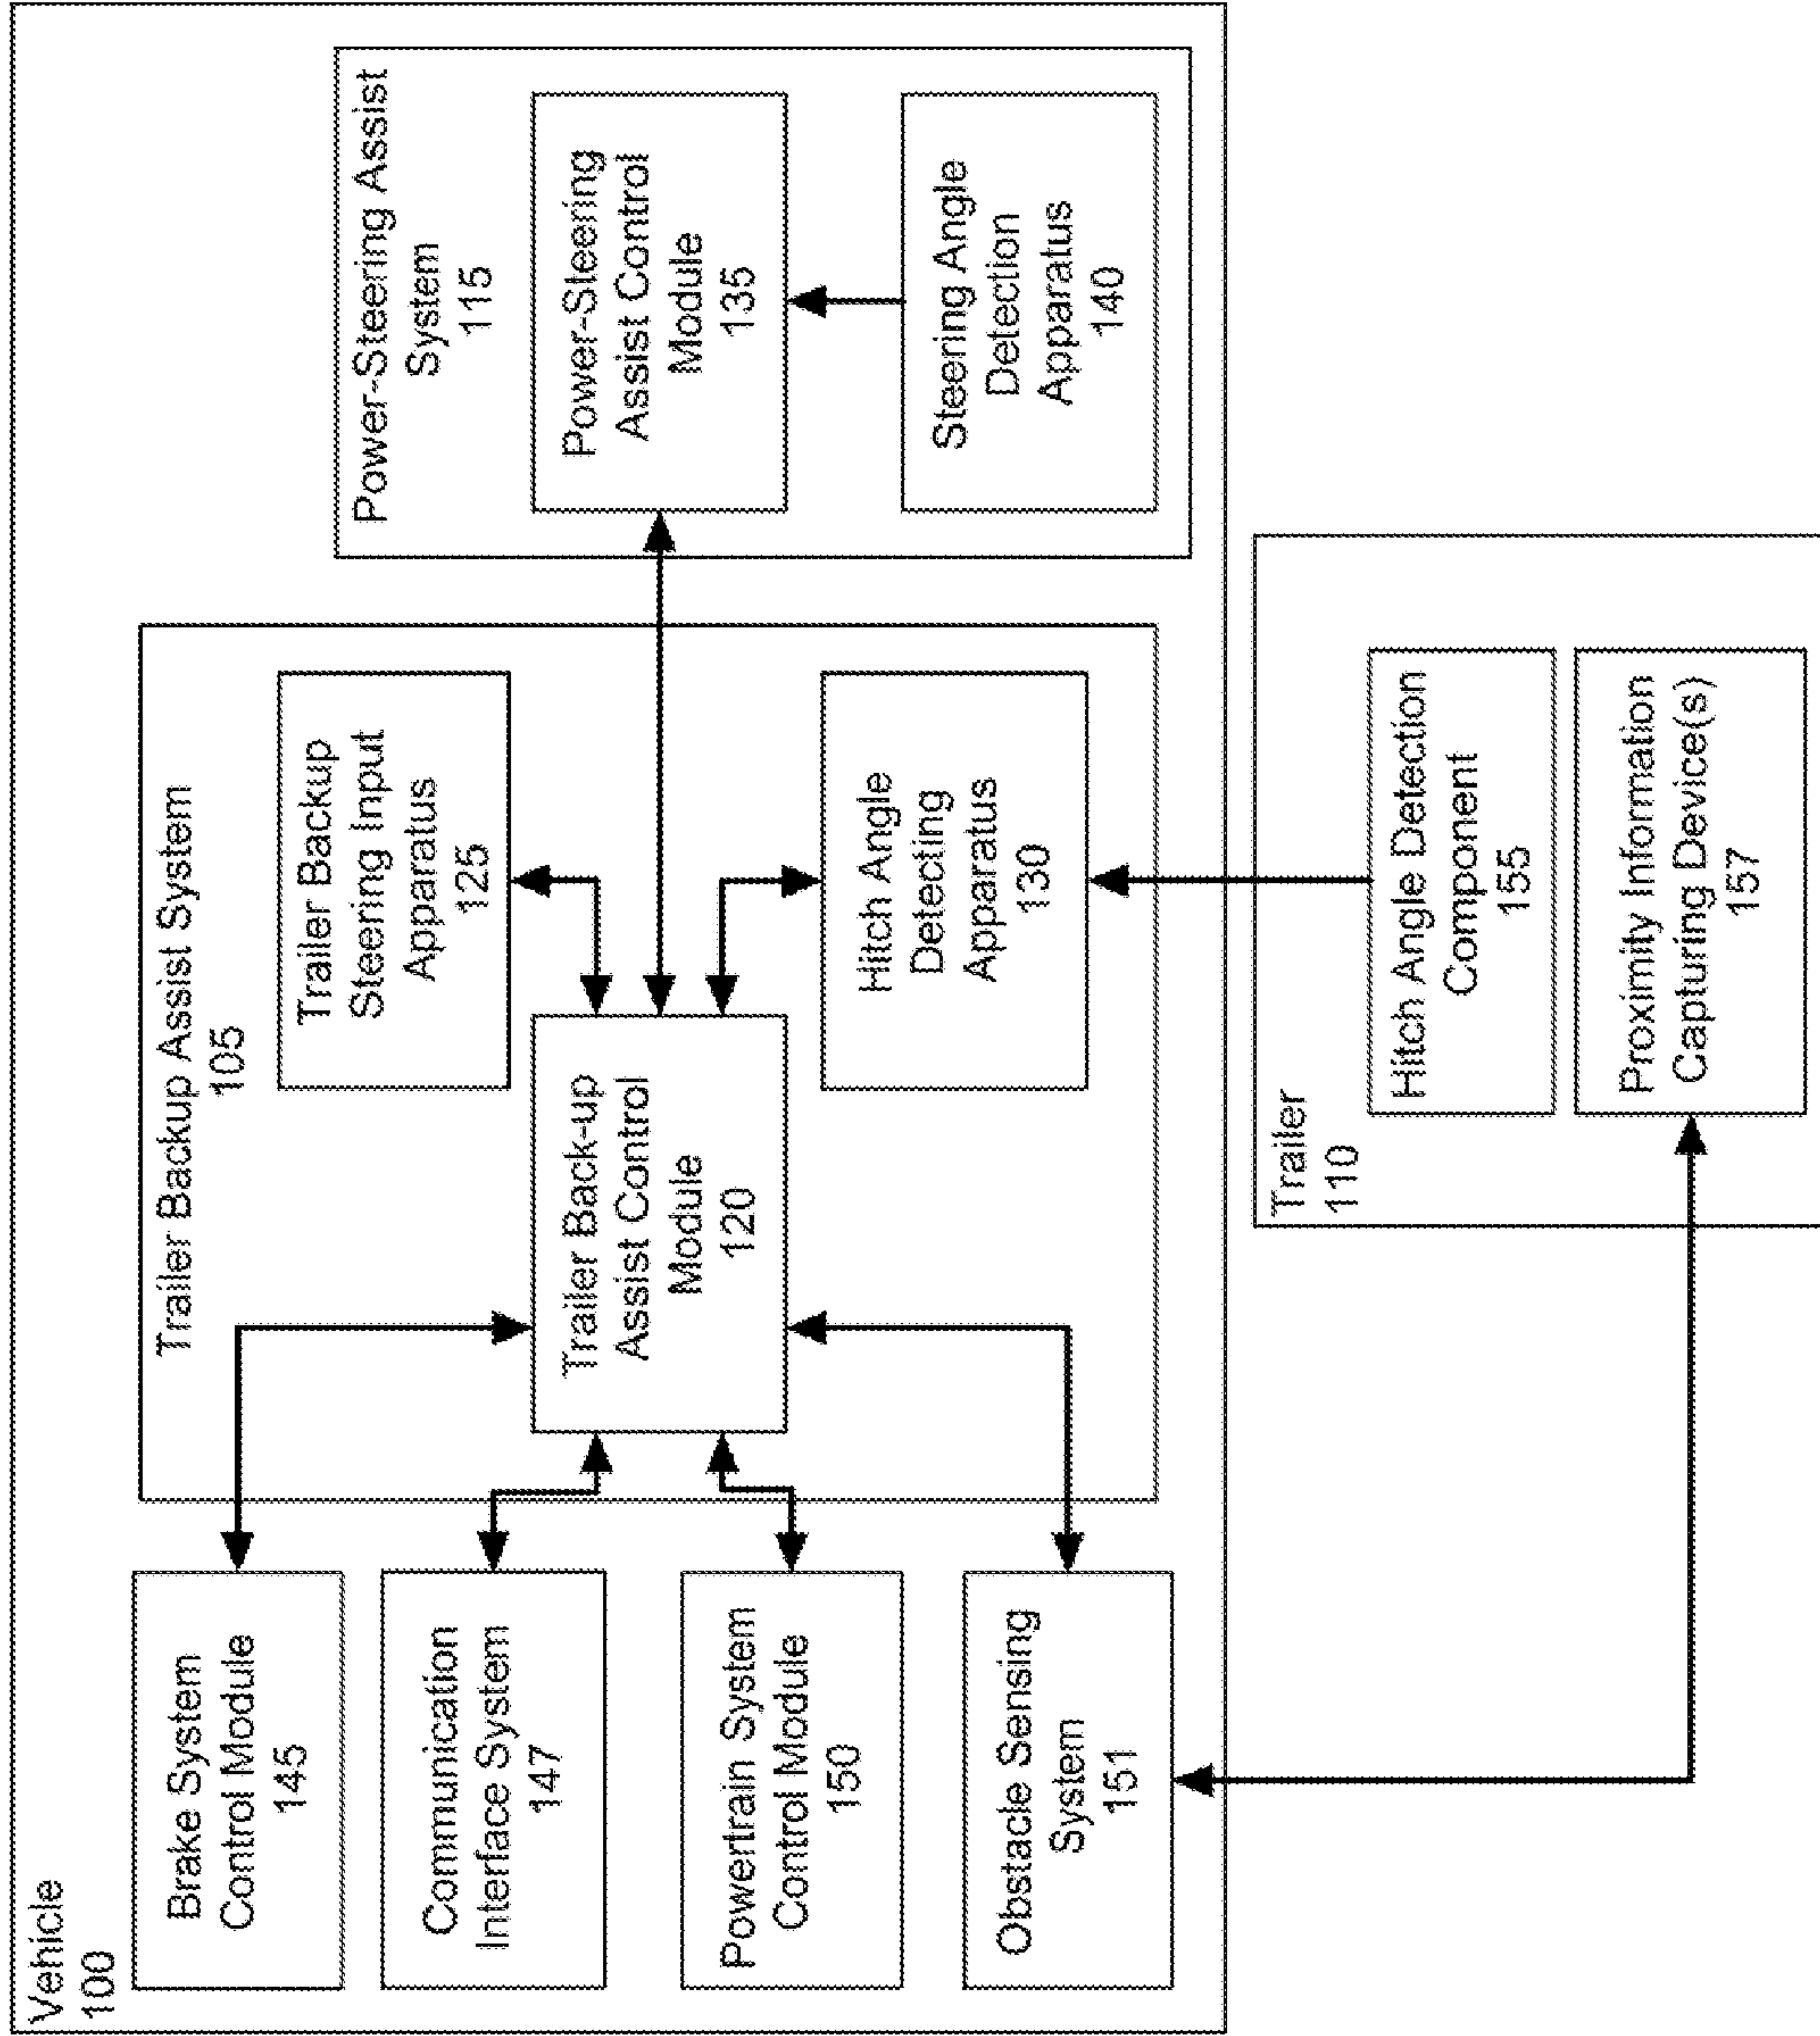 Vehicle
100
Brake System
Control Module
145
Communication
Interface System
147
Powertrain System
Control Module
150
Obstacle Sensing
System
151
Trailer Backup Assist System
105
Trailer Back-up
Assist Control
Module
120
Trailer Backup
Steering Input
Apparatus
125
Hitch Angle
Detecting
Apparatus
130
Power-Steering Assist
System
115
Power-Steering
Assist Control
Module
135
Steering Angle
Detection
Apparatus
140
Trailer
110
Hitch Angle Detection
Component
155
Proximity Information
Capturing Device(s)
157